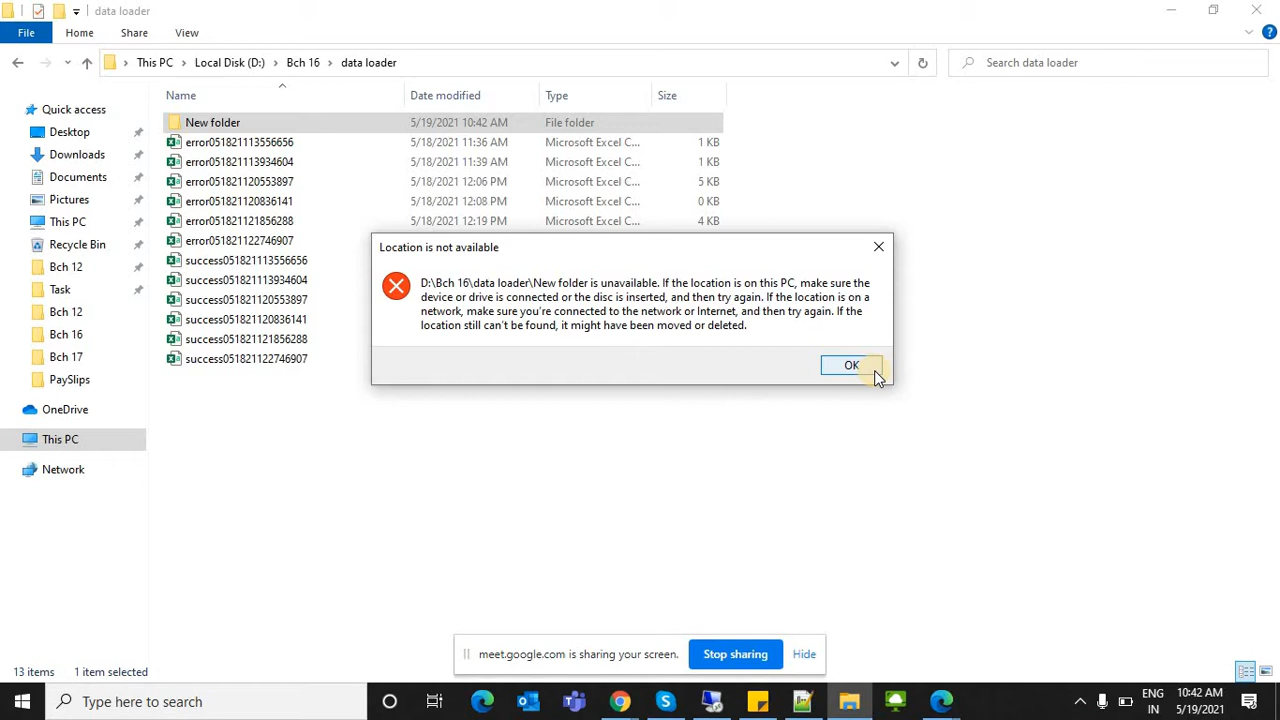 data loader
File Home Share View
This PC Local Disk (D:) Bch 16 data loader Search data loader
Name Date modified Type Size
Quick access
Desktop
Downloads
Documents
Pictures
This PC
Recycle Bin
Bch 12
Task
Bch 12
Bch 16
Bch 17
PaySlips
OneDrive
This PC
Network
New folder 5/19/2021 10:42 AM File folder
error051821113556656 5/18/2021 11:36 AM Microsoft Excel C... 1 KB
error051821113934604 5/18/2021 11:39 AM Microsoft Excel C... 1 KB
error051821120553897 5/18/2021 12:06 PM Microsoft Excel C... 5 KB
error051821120836141 5/18/2021 12:08 PM Microsoft Excel C... 0 KB
error051821121856288 5/18/2021 12:19 PM Microsoft Excel C... 4 KB
error051821122746907
success051821113556656
success051821113934604
success051821120553897
success051821120836141
success051821121856288
success051821122746907
Location is not available
D:\Bch 16\data loader\New folder is unavailable. If the location is on this PC, make sure the
device or drive is connected or the disc is inserted, and then try again. If the location is on a
network, make sure you're connected to the network or Internet, and then try again. If the
location still can't be found, it might have been moved or deleted.
OK
meet.google.com is sharing your screen. Stop sharing Hide
13 items 1 item selected
Type here to search
ENG
IN
10:42 AM
5/19/2021